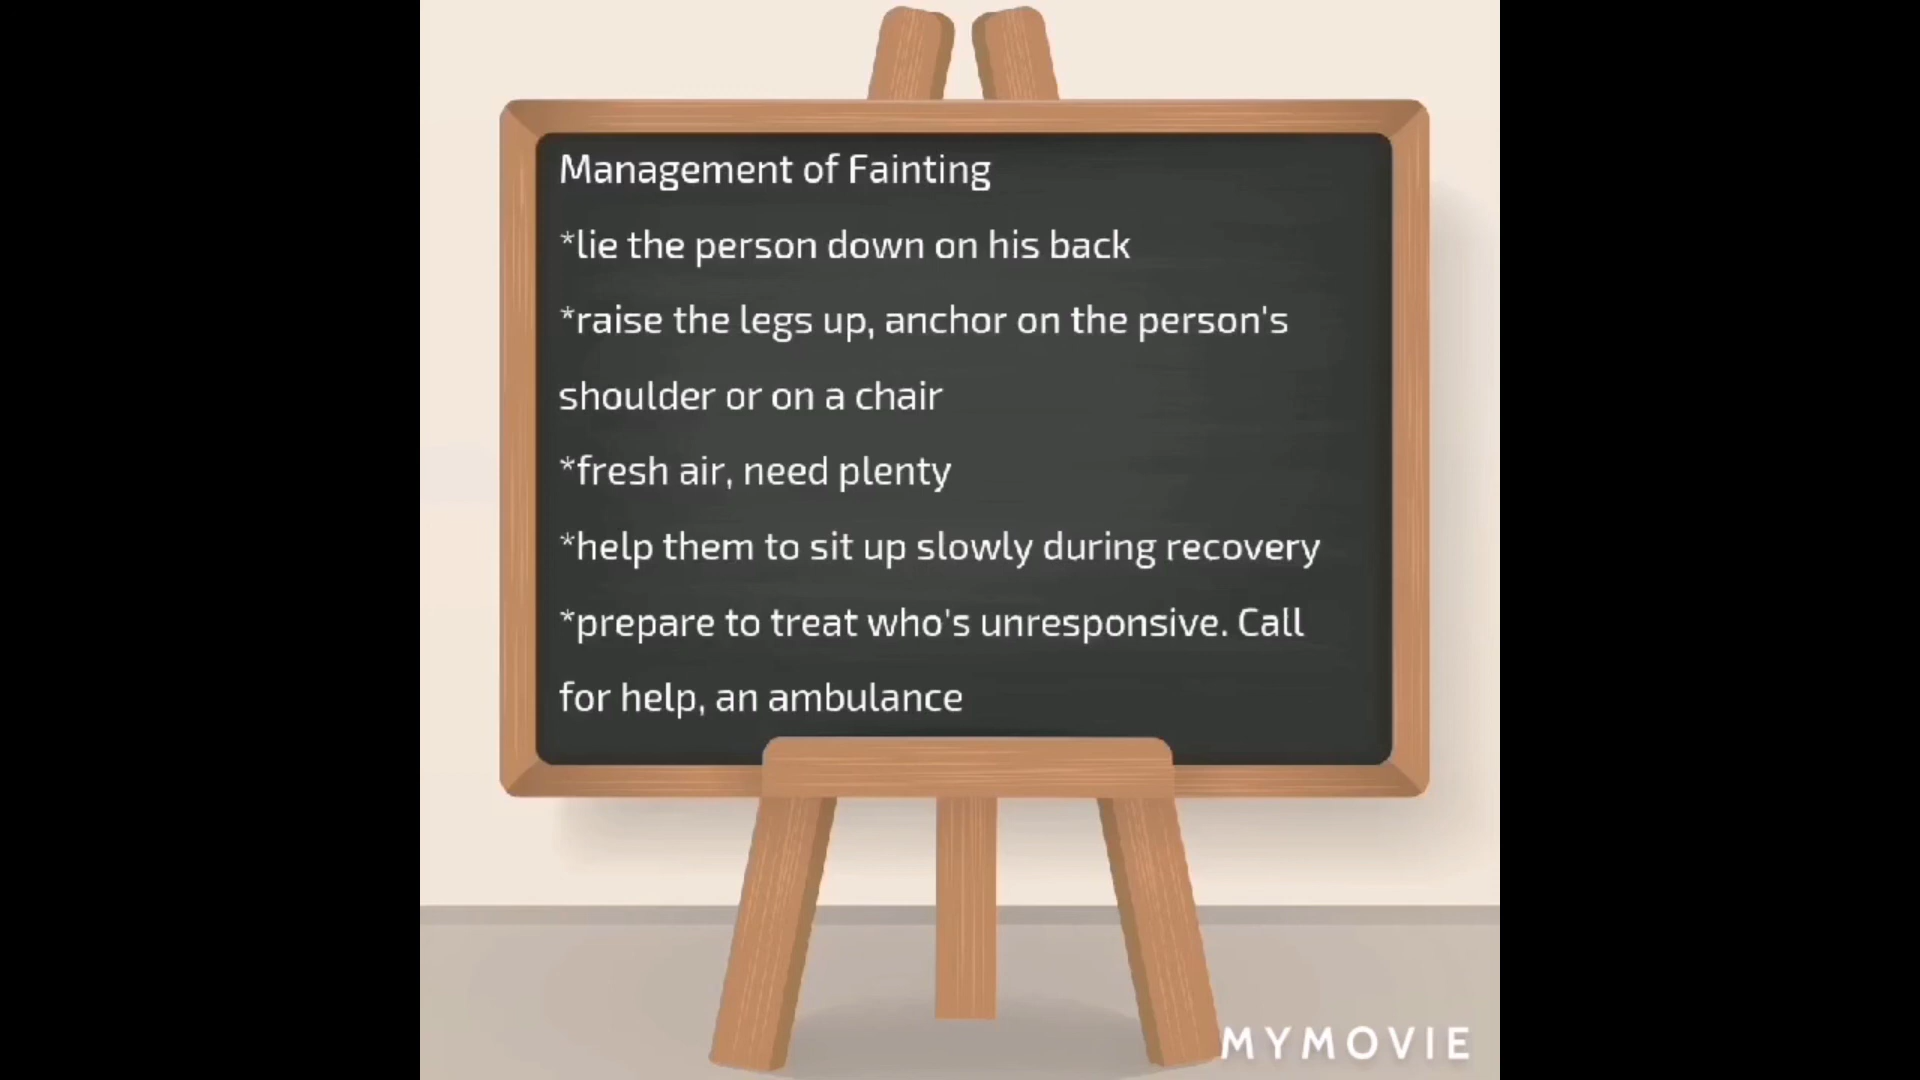 Management of Fainting
*lie the person down on his back
*raise the legs up, anchor on the person's
shoulder or on a chair
*fresh air, need plenty
*help them to sit up slowly during recovery
*prepare to treat who's unresponsive. Call
for help, an ambulance
MYMOVIE